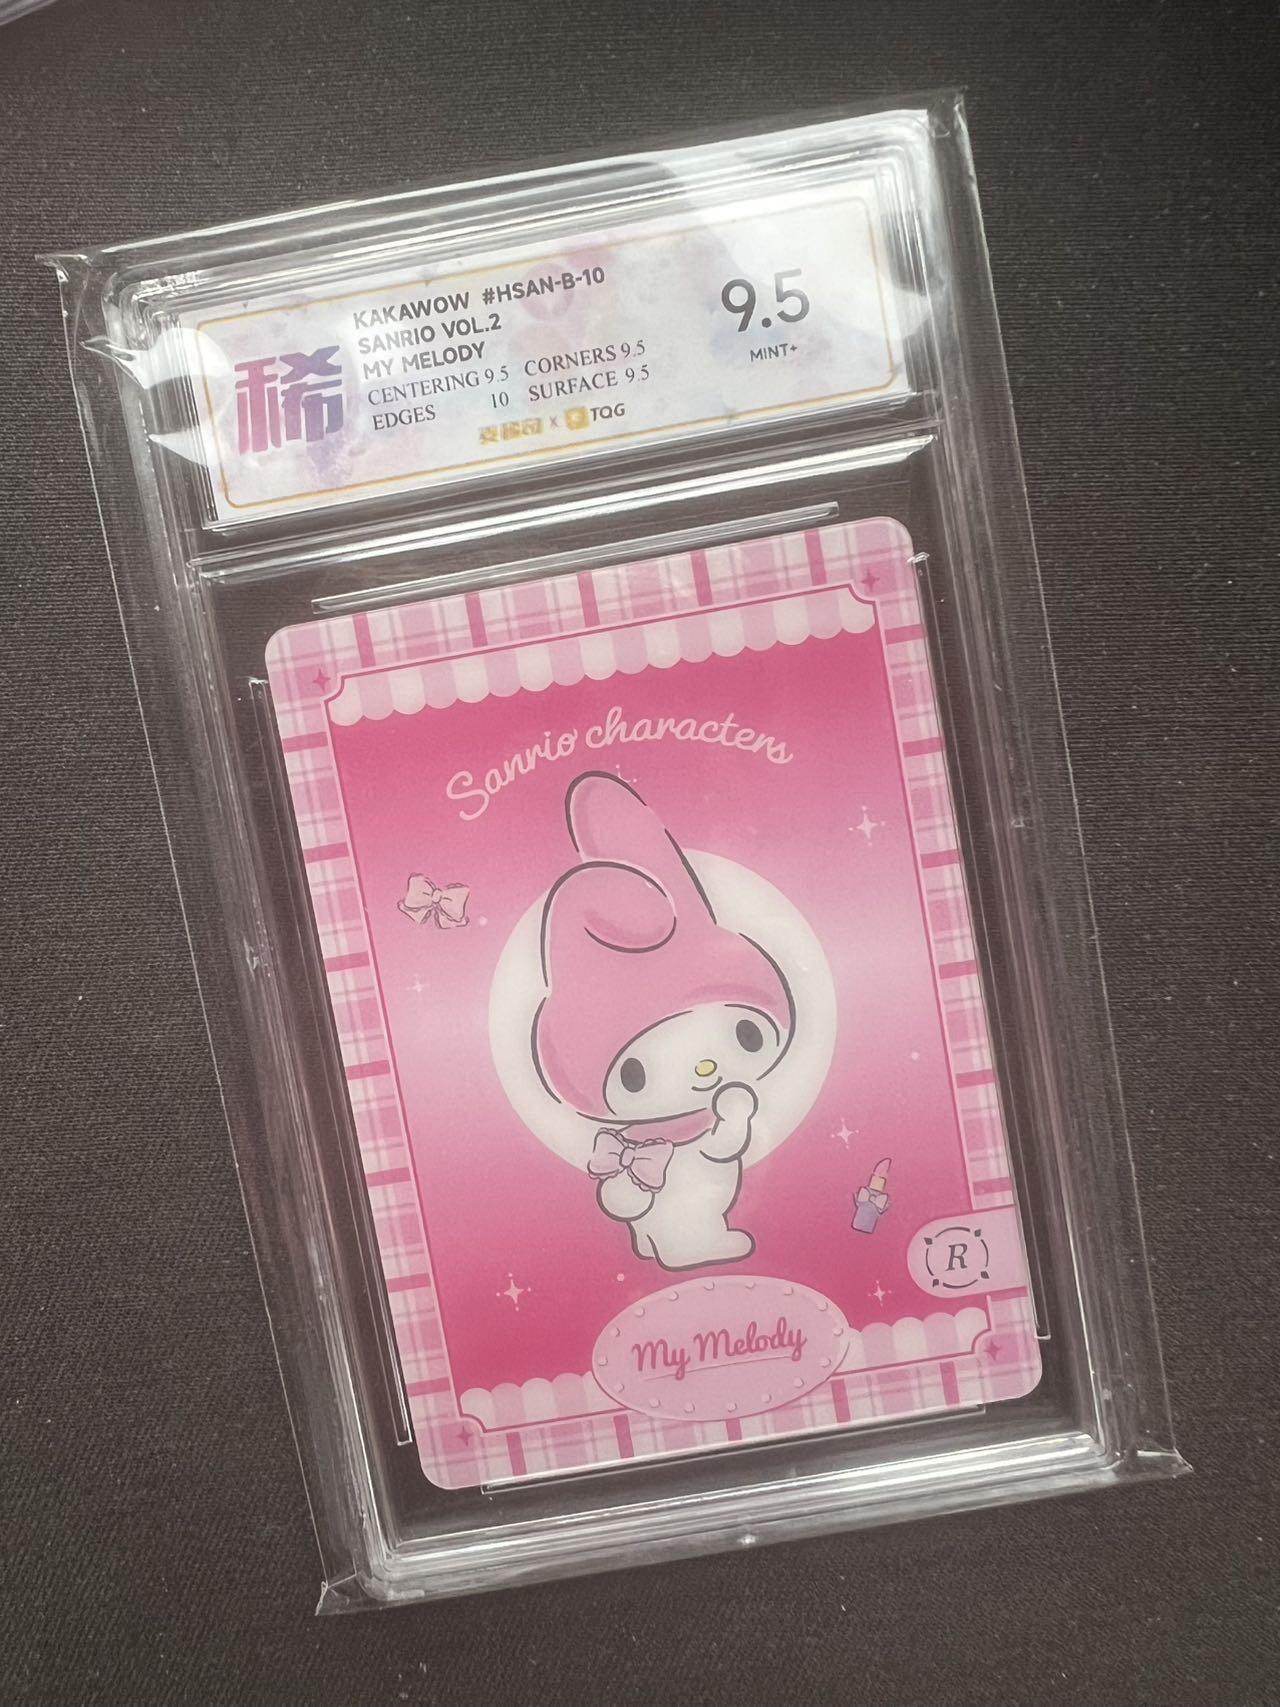 稀
KAKAWOW #HSAN-B-10
SANRIO VOL.2
MY MELODY
CENTERING 9.5 CORNERS 9.5
EDGES 10 SURFACE 9.5
x TQG
9.5
MINT+
Sanrio characters
R
My Melody